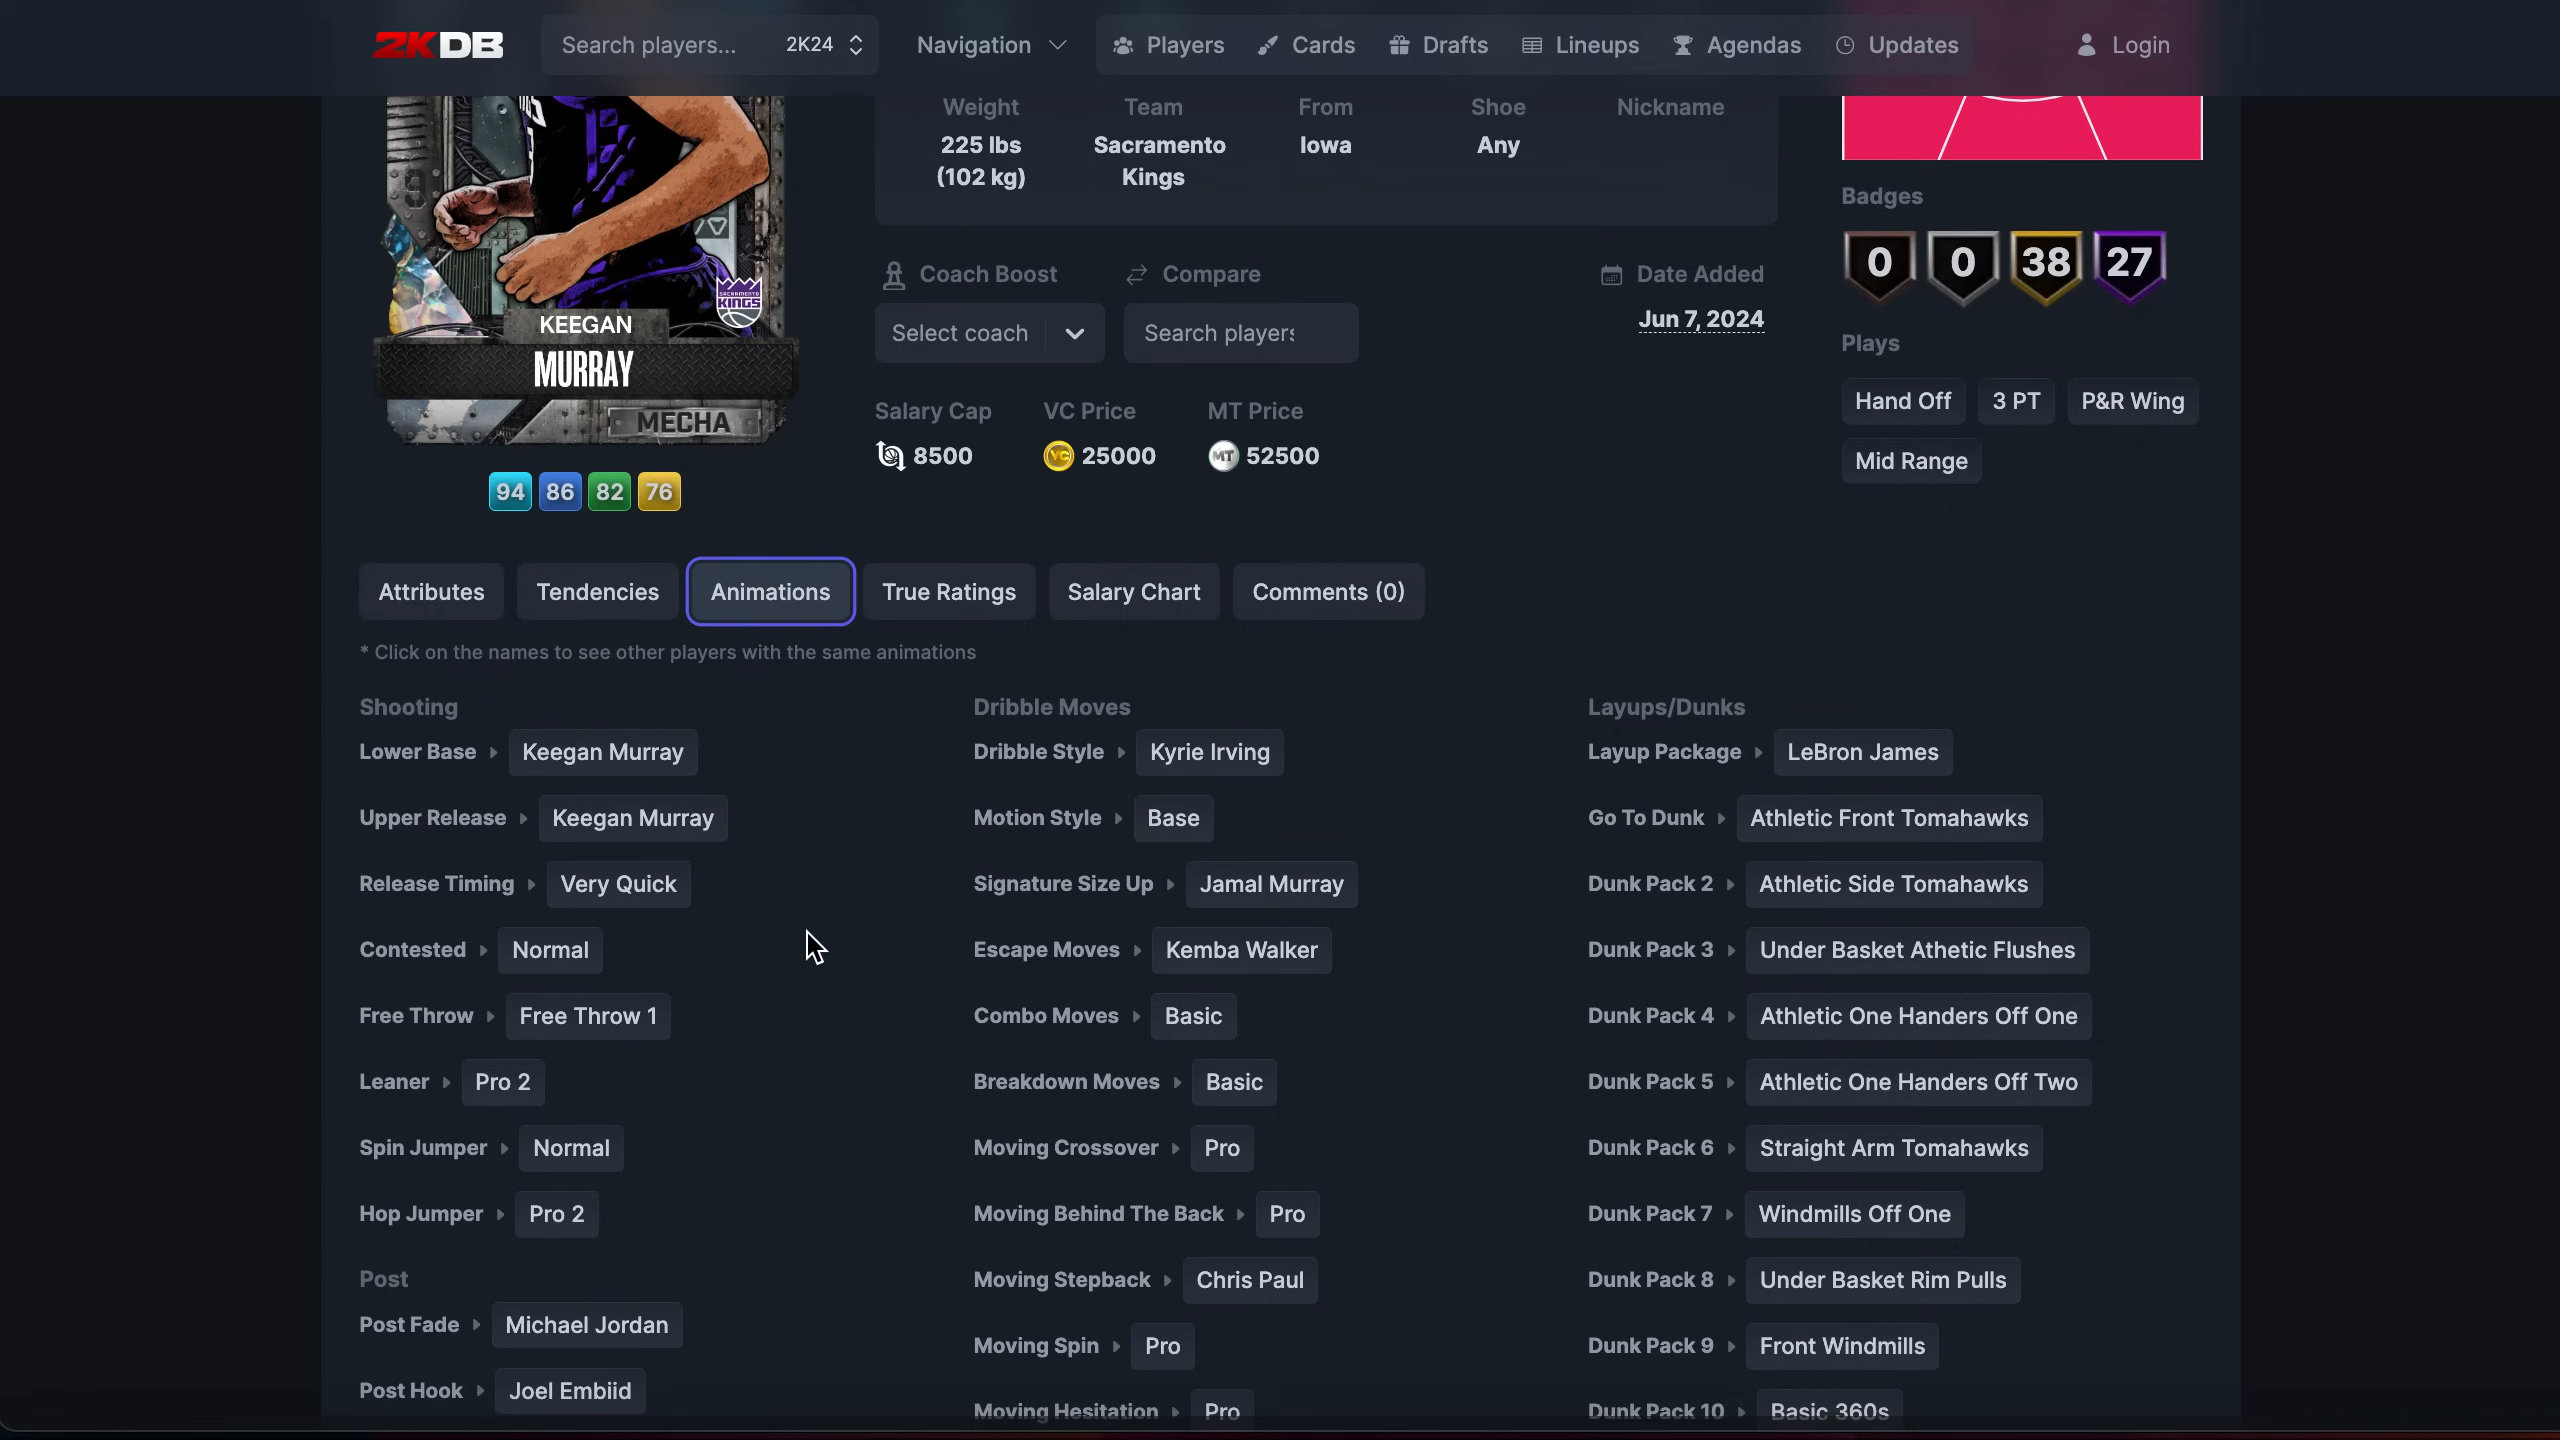 2KDB
Search players...
2K24
Navigation
Players
Cards
Drafts
Lineups
Agendas
Updates
Login
Weight
225 lbs
(102 kg)
Team
Sacramento
Kings
From
Iowa
Shoe
Any
Nickname
SACRAMENTO
KINGS
KEEGAN
MURRAY
MECHA
94 86 82 76
Coach Boost
Select coach
Compare
Search players
Date Added
Jun 7, 2024
Salary Cap
8500
VC Price
VC 25000
MT Price
MT 52500
Badges
0 0 38 27
Plays
Hand Off
3 PT
P&R Wing
Mid Range
Attributes
Tendencies
Animations
True Ratings
Salary Chart
Comments (0)
* Click on the names to see other players with the same animations
Shooting
Lower Base Keegan Murray
Upper Release Keegan Murray
Release Timing Very Quick
Contested Normal
Free Throw Free Throw 1
Leaner Pro 2
Spin Jumper Normal
Hop Jumper Pro 2
Post
Post Fade Michael Jordan
Post Hook Joel Embiid
Dribble Moves
Dribble Style Kyrie Irving
Motion Style Base
Signature Size Up Jamal Murray
Escape Moves Kemba Walker
Combo Moves Basic
Breakdown Moves Basic
Moving Crossover Pro
Moving Behind The Back Pro
Moving Stepback Chris Paul
Moving Spin Pro
Moving Hesitation Pro
Layups/Dunks
Layup Package LeBron James
Go To Dunk Athletic Front Tomahawks
Dunk Pack 2 Athletic Side Tomahawks
Dunk Pack 3 Under Basket Athetic Flushes
Dunk Pack 4 Athletic One Handers Off One
Dunk Pack 5 Athletic One Handers Off Two
Dunk Pack 6 Straight Arm Tomahawks
Dunk Pack 7 Windmills Off One
Dunk Pack 8 Under Basket Rim Pulls
Dunk Pack 9 Front Windmills
Dunk Pack 10 Basic 360s